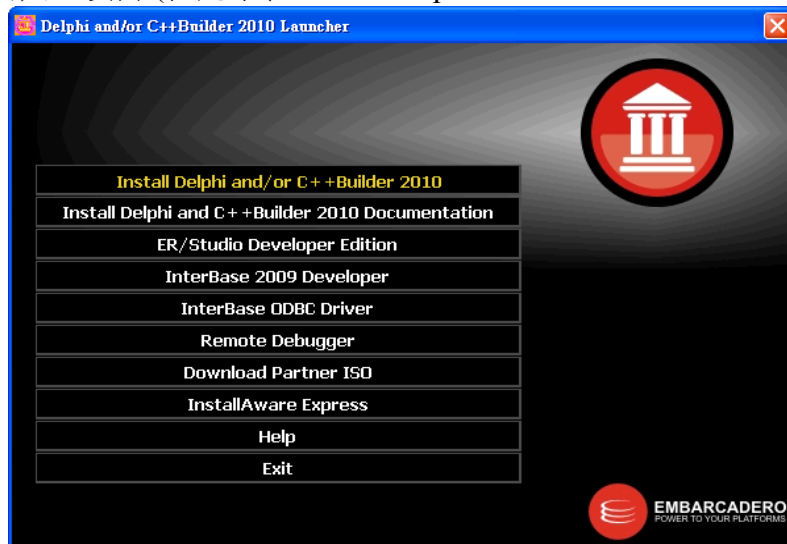 Delphi and/or C++Builder 2010 Launcher
Install Delphi and/or C++Builder 2010
Install Delphi and C++Builder 2010 Documentation
ER/Studio Developer Edition
InterBase 2009 Developer
InterBase ODBC Driver
Remote Debugger
Download Partner ISO
InstallAware Express
Help
Exit
EMBARCADERO
POWER TO YOUR PLATFORMS